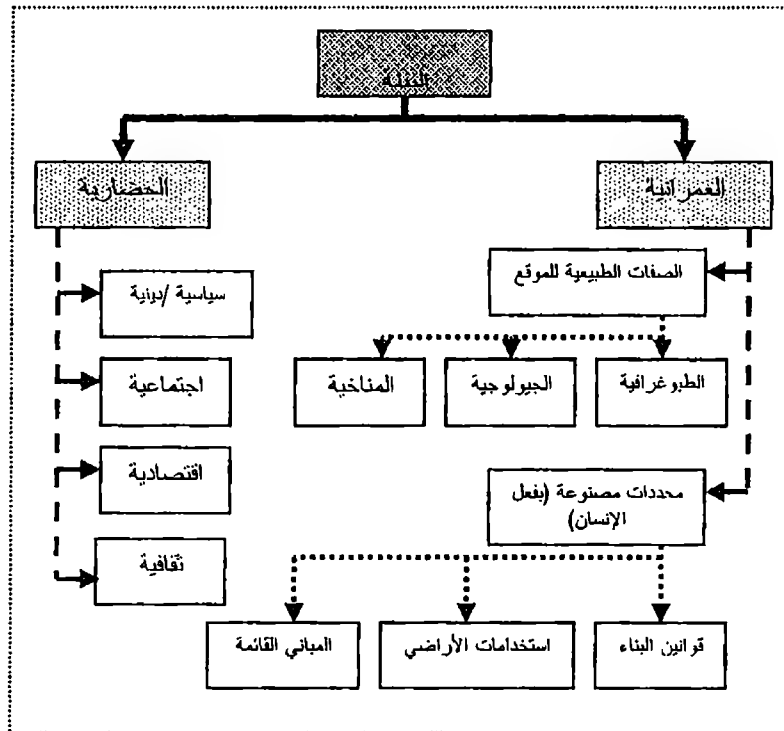 البيئة
العمرانية
الحضارية
الصفات الطبيعية للموقع
الطبوغرافية
الجيولوجية
المناخية
محددات مصنوعة (بفعل
الإنسان)
قوانين البناء
استخدامات الأراضي
المباني القائمة
سياسية /دينية
اجتماعية
اقتصادية
ثقافية